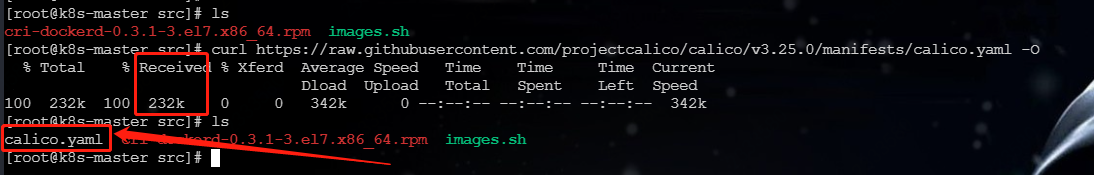 [root@k8s-master src]# ls
cri-dockerd-0.3.1-3.el7.x86_64.rpm images.sh
[root@k8s-master src]# curl https://raw.githubusercontent.com/projectcalico/calico/v3.25.0/manifests/calico.yaml -O
% Total % Received % Xferd Average Speed Time Time Time Current
Dload Upload Total Spent Left Speed
100 232k 100 232k 0 0 342k 0 --:--:-- --:--:-- --:--:-- 342k
[root@k8s-master src]# ls
calico.yaml cri-dockerd-0.3.1-3.el7.x86_64.rpm images.sh
[root@k8s-master src]#